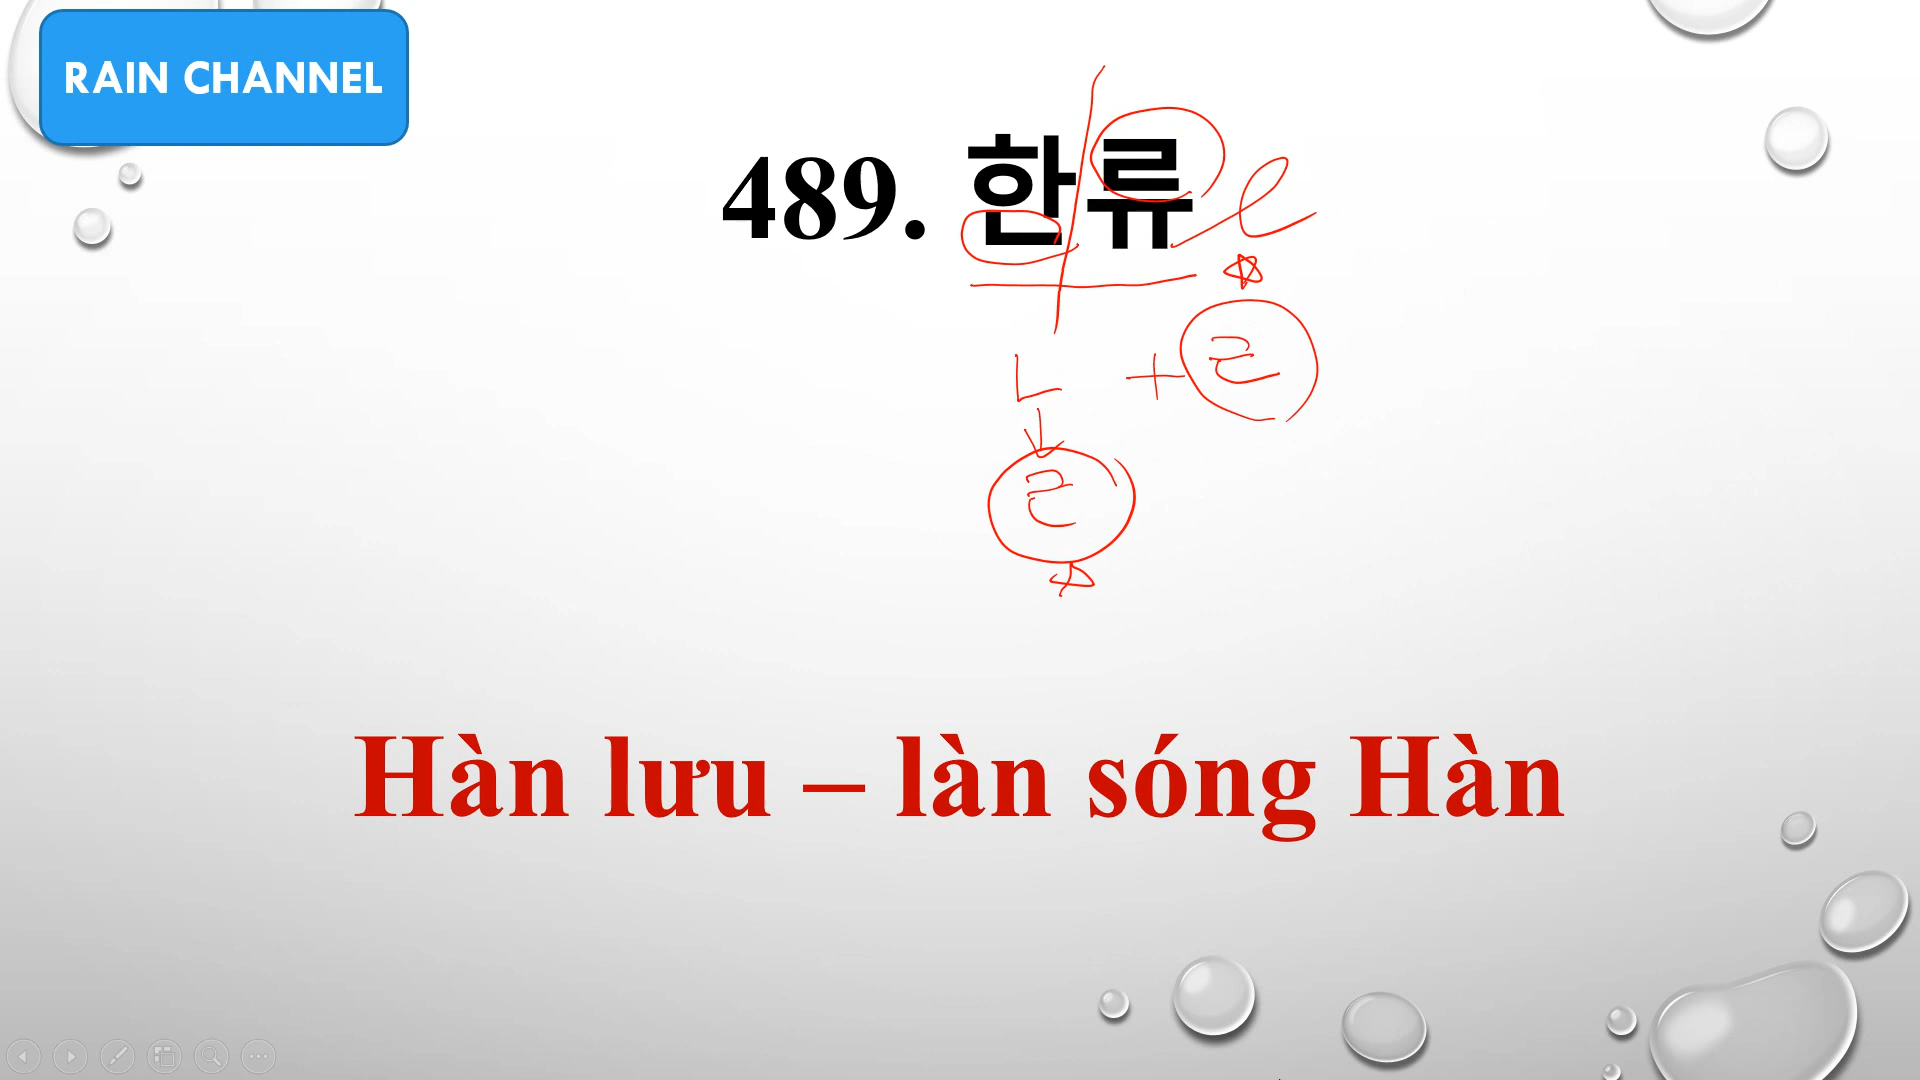 RAIN CHANNEL
489. 한류
l
ㄴ + ㄹ
ㄹ
Hàn lưu – làn sóng Hàn